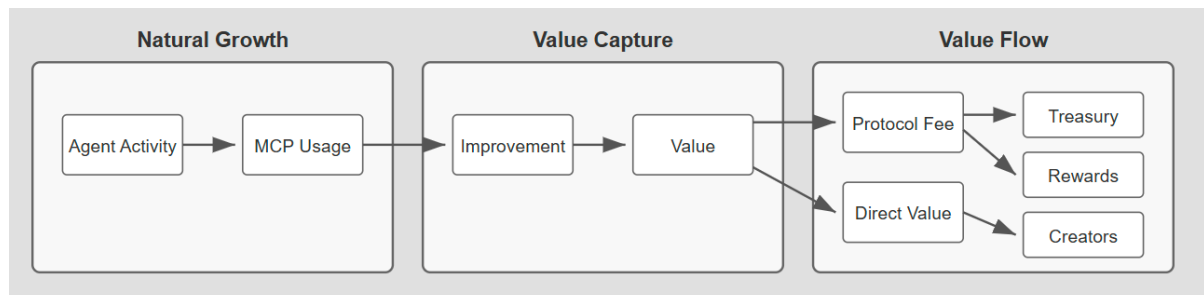 Natural Growth
Value Capture
Value Flow
Agent Activity
MCP Usage
Improvement
Value
Protocol Fee
Direct Value
Treasury
Rewards
Creators